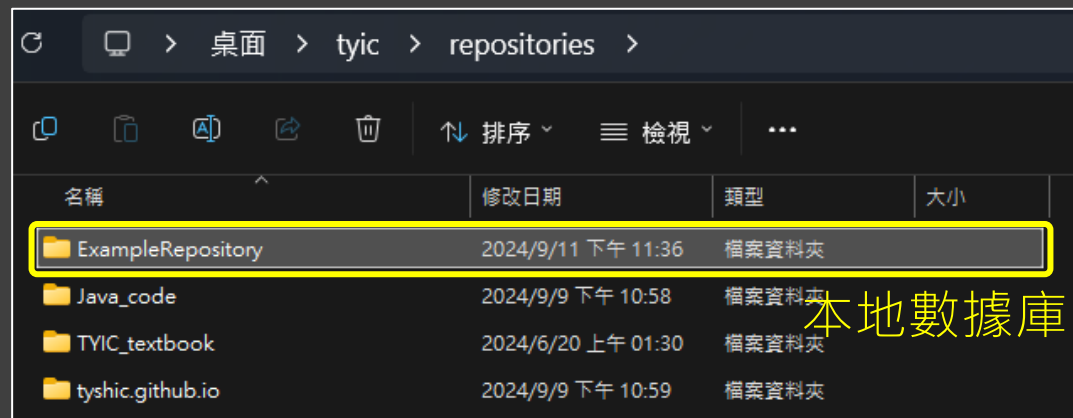 桌面 > tyic > repositories >
排序 檢視 ...
名稱 修改日期 類型 大小
ExampleRepository 2024/9/11 下午 11:36 檔案資料夾
Java_code 2024/9/9 下午 10:58 檔案資料夾
本地數據庫
TYIC_textbook 2024/6/20 上午 01:30 檔案資料夾
tyshic.github.io 2024/9/9 下午 10:59 檔案資料夾